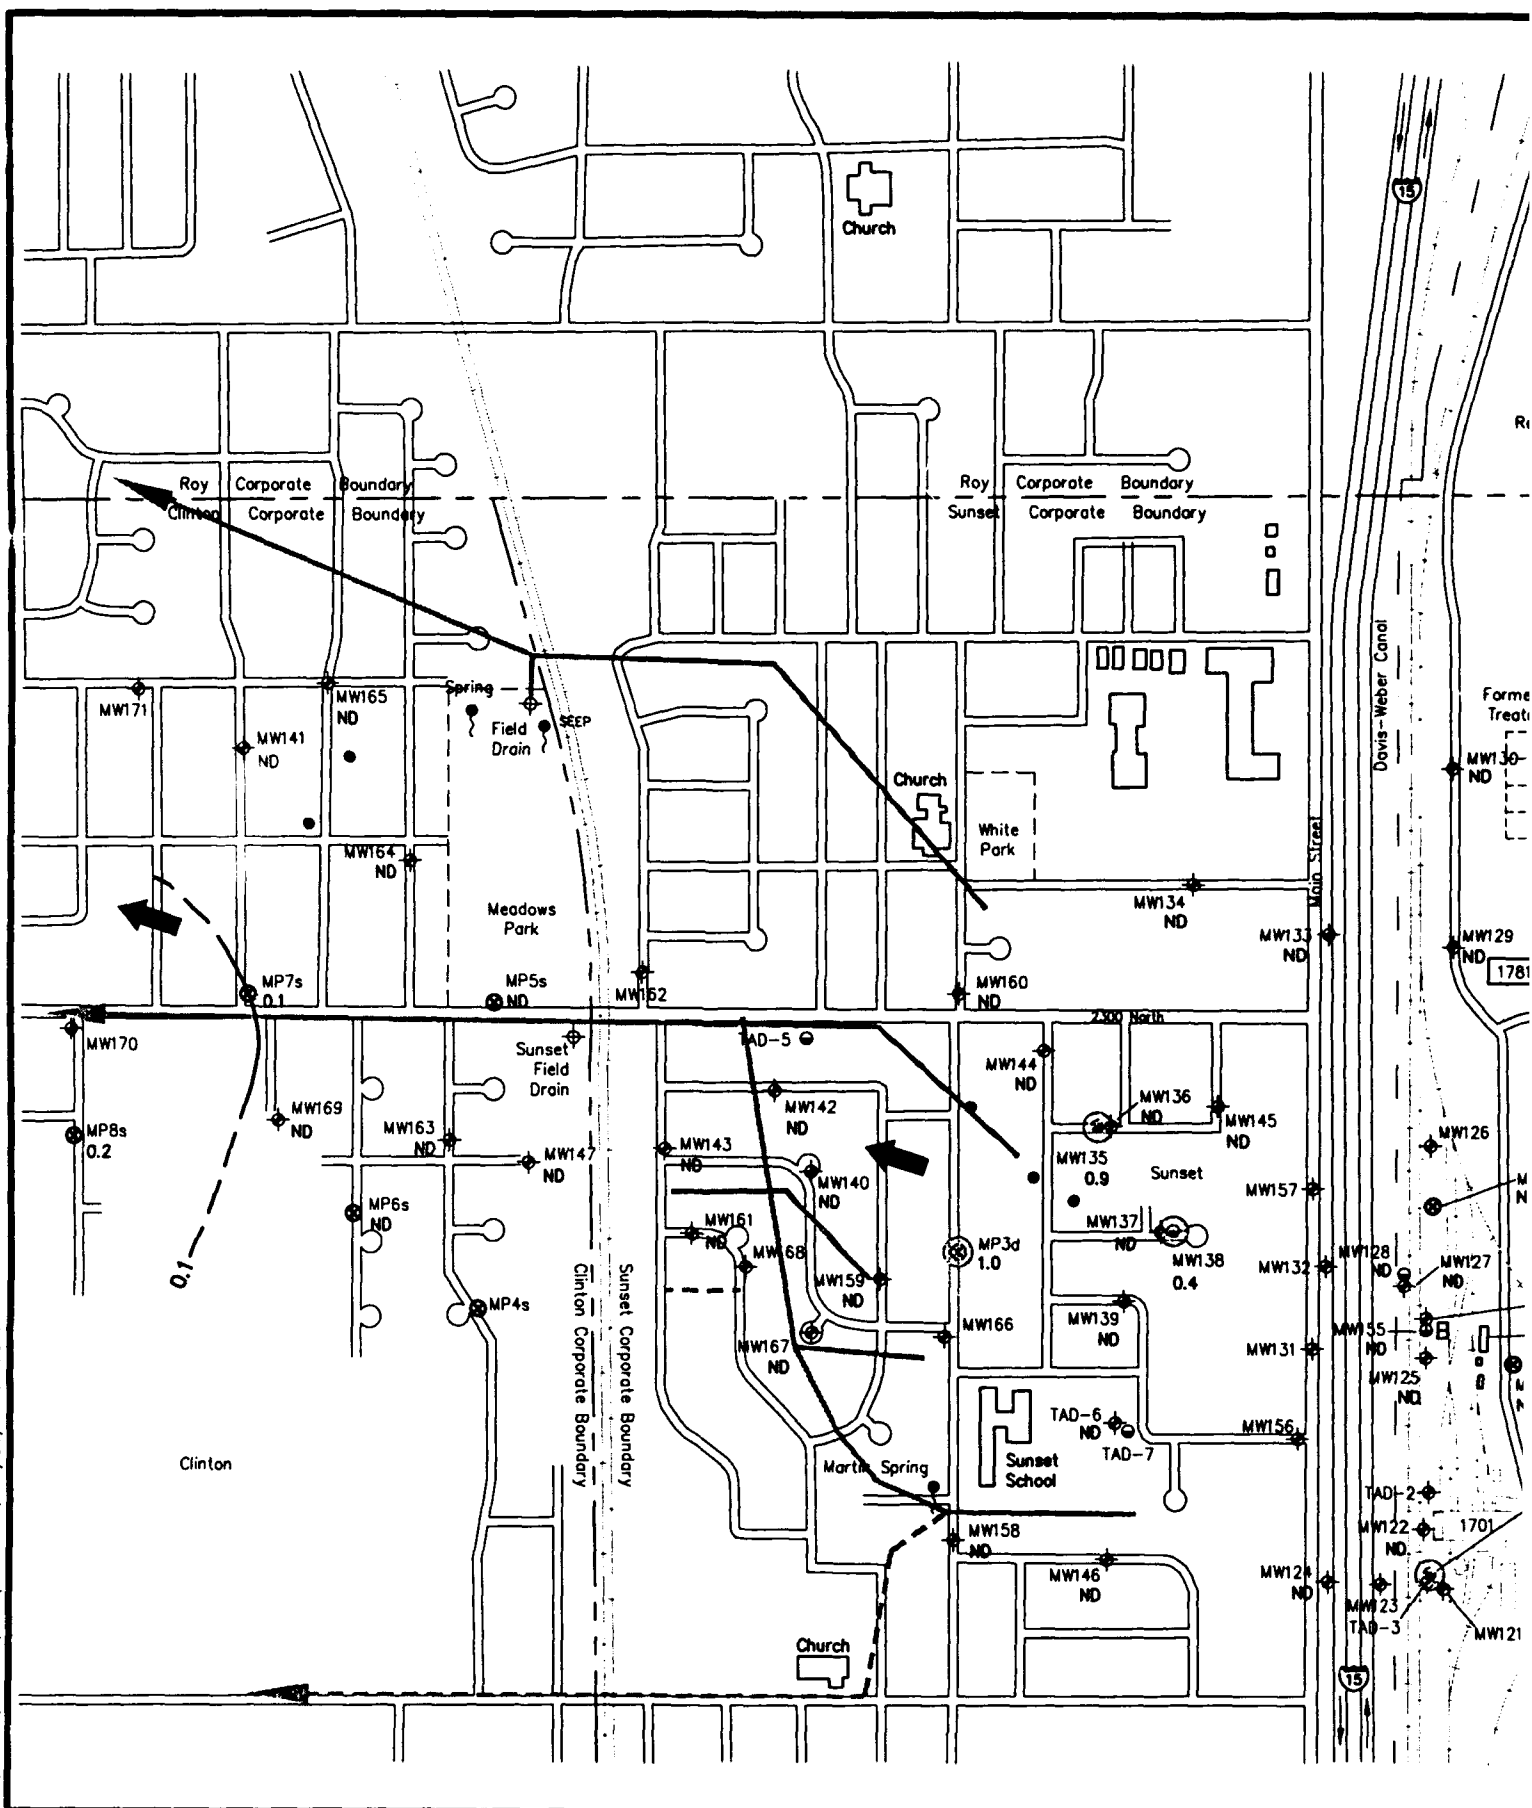 15
Church
Re
Roy Corporate Boundary
Clinton Corporate Boundary
Roy Corporate Boundary
Sunset Corporate Boundary
Davis-Weber Canal
MW171
MW165
ND
Spring
SEEP
Field
Drain
Forme
Treat
MW141
ND
MW130
ND
Church
White
Park
Main Street
MW164
ND
MW134
ND
Meadows
Park
MW133
ND
MW129
ND
1781
MP7s
0.1
MP5s
ND
MW162
MW160
ND
2300 North
MW170
Sunset
Field
Drain
TAD-5
MW144
ND
MW136
ND
MW145
ND
MW142
ND
MW169
ND
MW163
ND
MP8s
0.2
MW147
ND
MW143
ND
MW126
MW135
0.9
Sunset
MW140
ND
MW157
MP6s
ND
MW161
ND
MW137
ND
MP3d
1.0
MW138
0.4
MW168
MW159
ND
MW132
MW128
ND
MW127
ND
0.1
Clinton Corporate Boundary
Sunset Corporate Boundary
MP4s
MW139
ND
MW166
MW167
ND
MW131
MW155
ND
MW125
ND
TAD-6
ND
TAD-7
MW156
Clinton
Martin Spring
Sunset
School
TAD-2
MW122
ND
1701
MW158
ND
MW146
ND
MW124
ND
MW123
TAD-3
MW121
Church
15